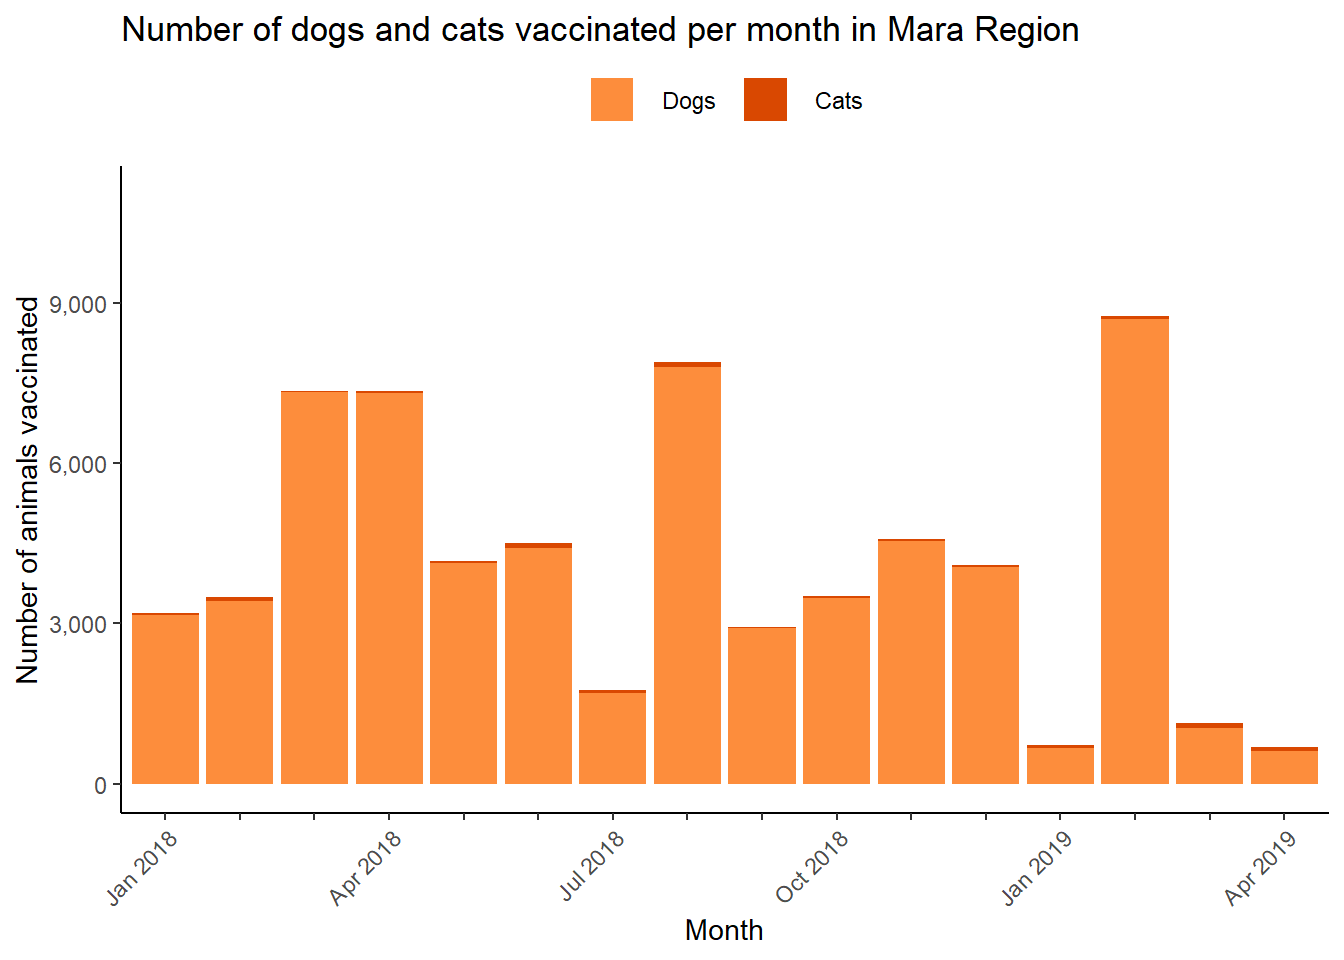 Number of dogs and cats vaccinated per month in Mara Region
Dogs
Cats
Number of animals vaccinated
9,000
6,000
3,000
0
Jan 2018
Apr 2018
Jul 2018
Oct 2018
Jan 2019
Apr 2019
Month